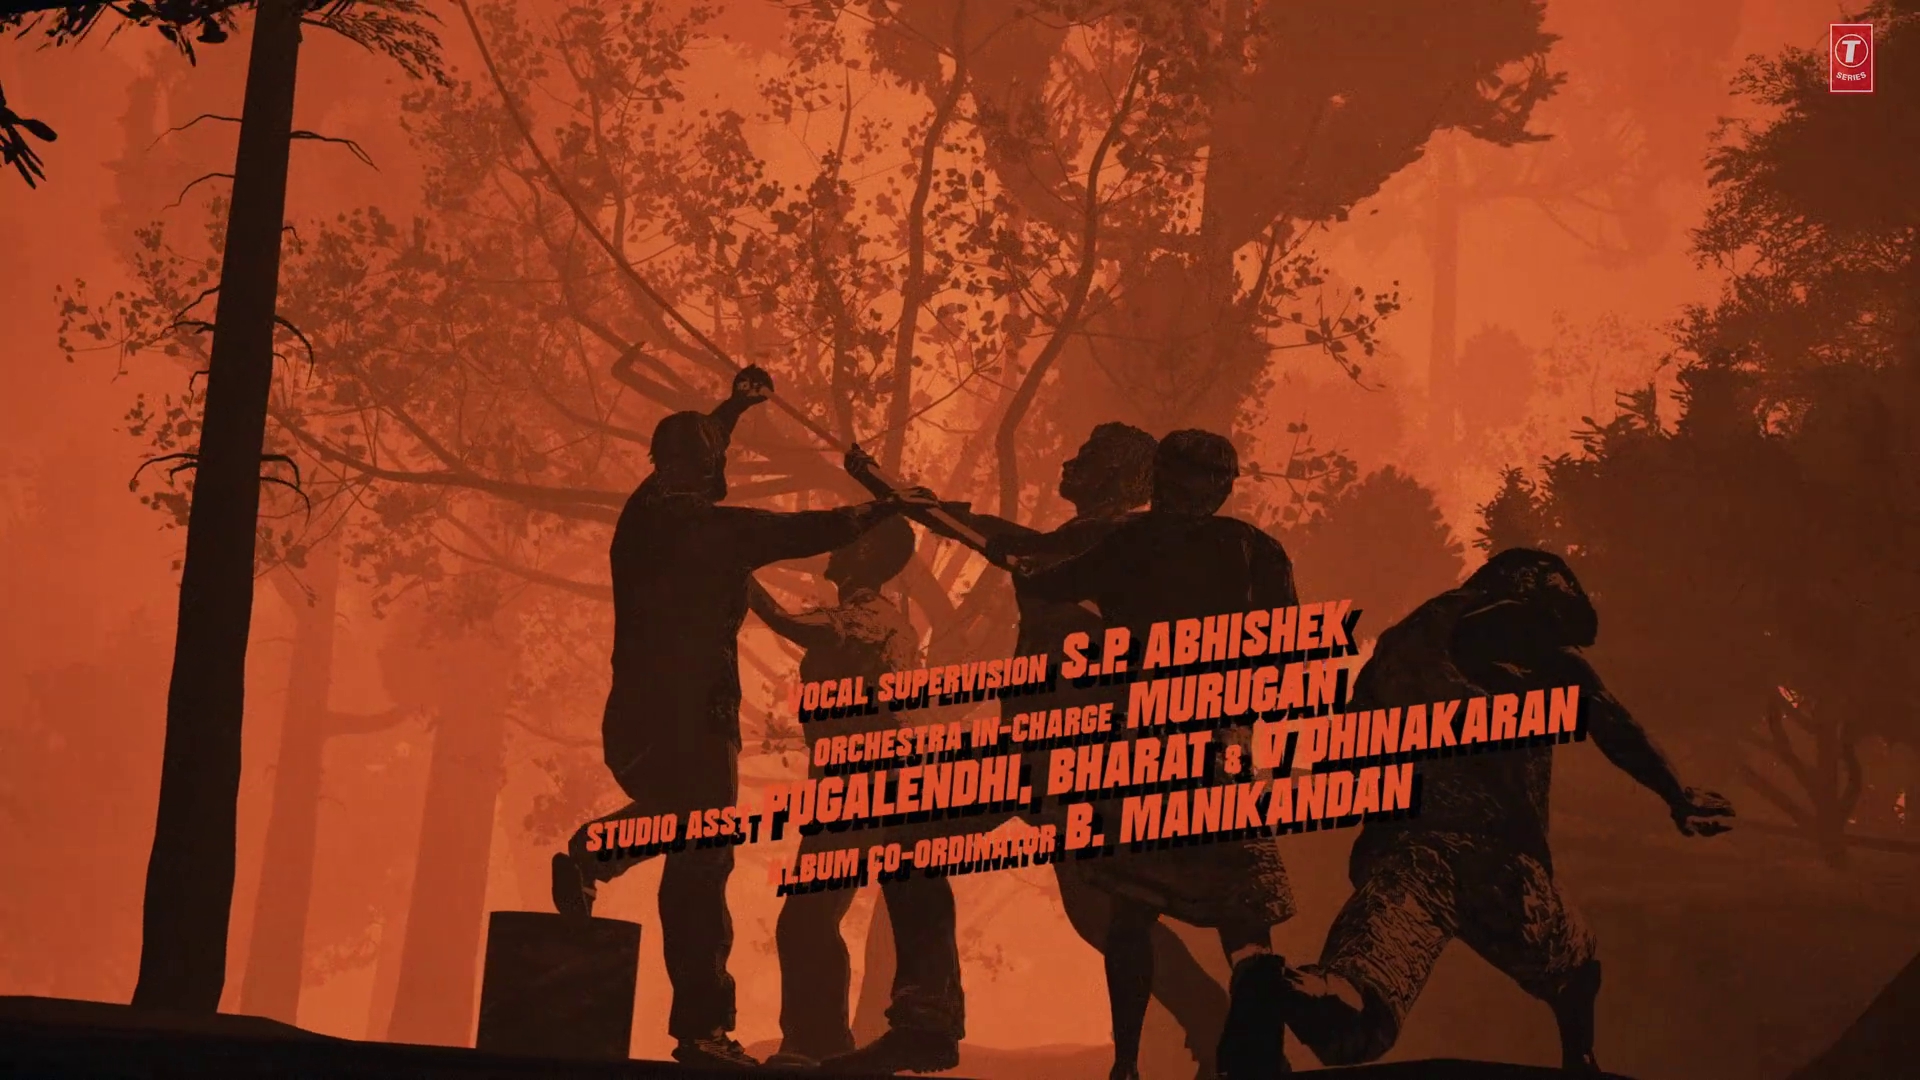 T
SERIES
VOCAL SUPERVISION S.P. ABHISHEK
ORCHESTRA IN-CHARGE MURUGAN
STUDIO ASST PUGALENDHI, BHARAT & V DHINAKARAN
ALBUM CO-ORDINATOR B. MANIKANDAN